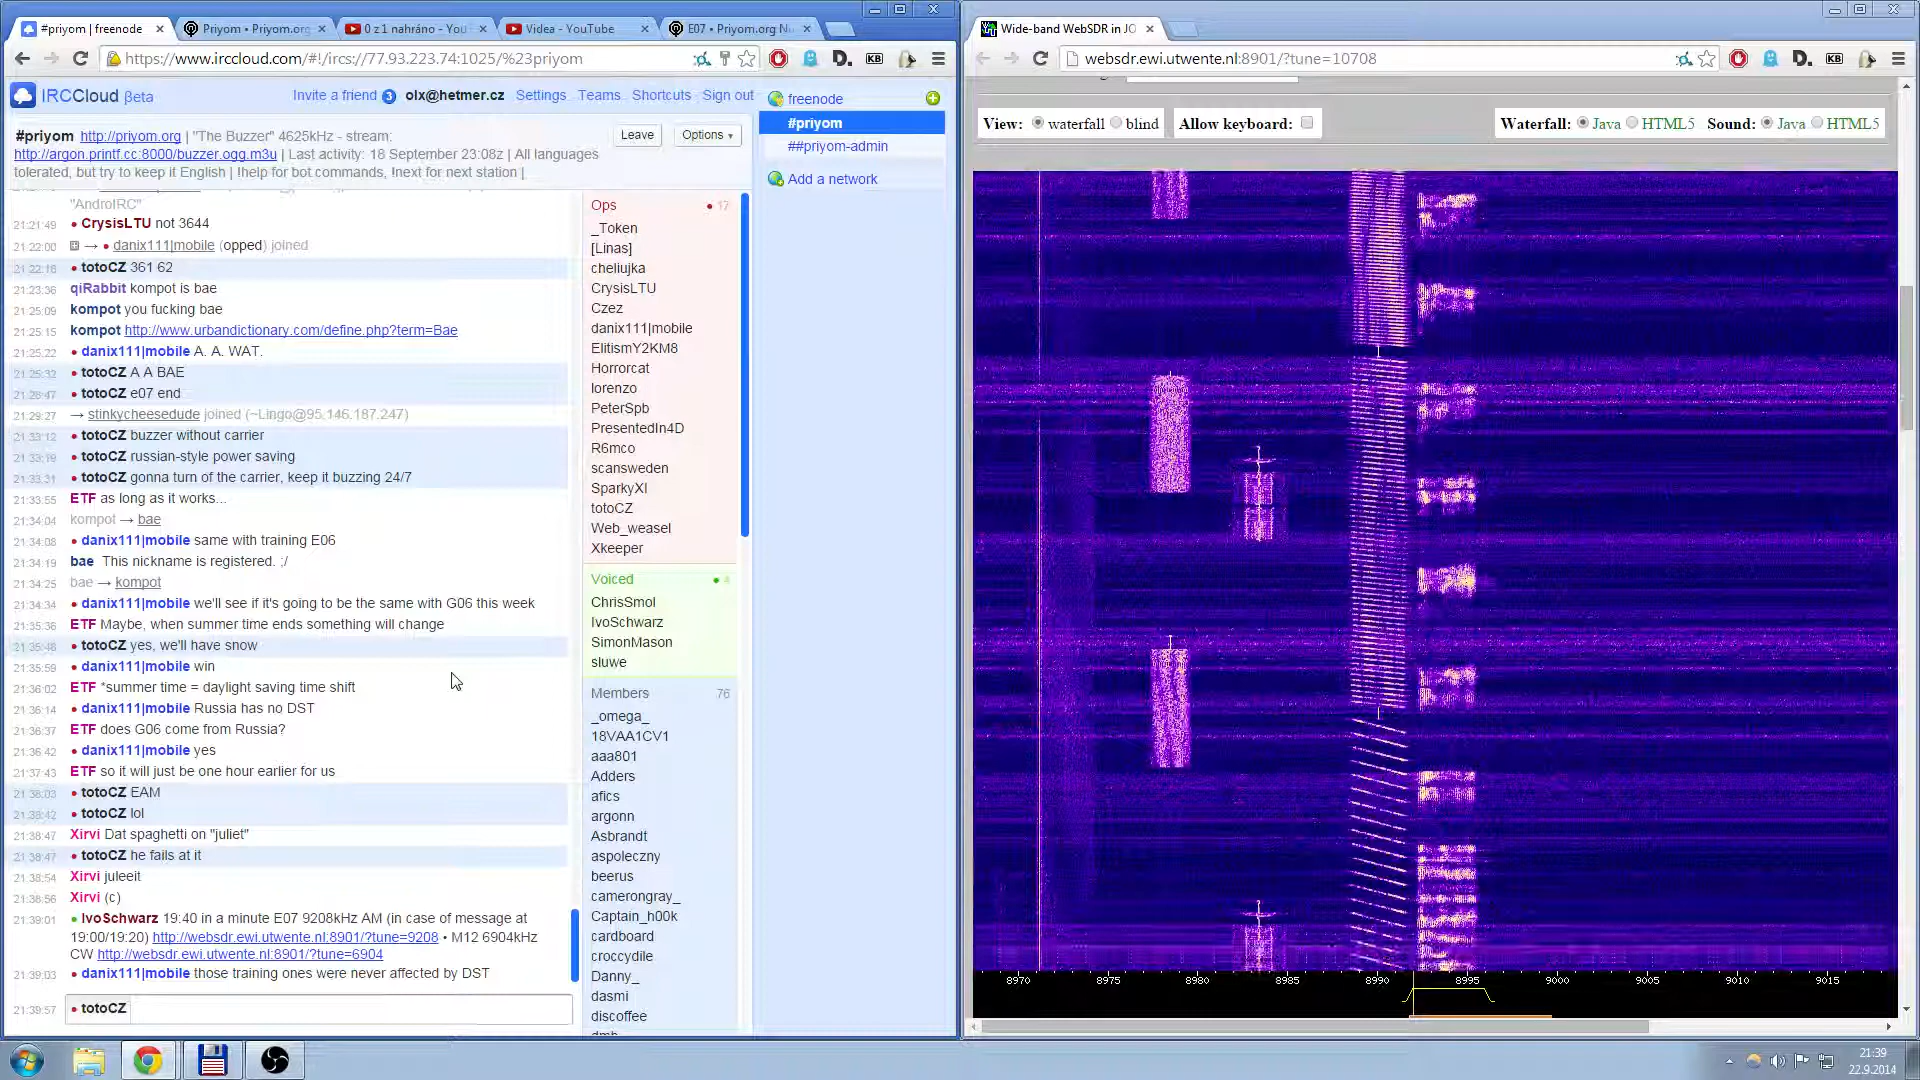 #priyom | freenode
Priyom • Priyom.org
0 z 1 nahráno - You
Videa - YouTube
E07 • Priyom.org Nu
https://www.irccloud.com/#!/ircs://77.93.223.74:1025/%23priyom
IRCCloud βeta
Invite a friend 3 olx@hetmer.cz Settings Teams Shortcuts Sign out
#priyom http://priyom.org | "The Buzzer" 4625kHz - stream:
http://argon.printf.cc:8000/buzzer.ogg.m3u | Last activity: 18 September 23:08z | All languages
tolerated, but try to keep it English | !help for bot commands, !next for next station |
Leave
Options
"AndroIRC"
21:21:49 CrysisLTU not 3644
21:22:00 → danix111|mobile (opped) joined
21:22:18 totoCZ 361 62
21:23:36 qiRabbit kompot is bae
21:25:09 kompot you fucking bae
21:25:15 kompot http://www.urbandictionary.com/define.php?term=Bae
21:25:22 danix111|mobile A. A. WAT.
21:25:32 totoCZ A A BAE
21:28:47 totoCZ e07 end
21:29:27 → stinkycheesedude joined (~Lingo@95.146.187.247)
21:33:12 totoCZ buzzer without carrier
21:33:19 totoCZ russian-style power saving
21:33:31 totoCZ gonna turn of the carrier, keep it buzzing 24/7
21:33:55 ETF as long as it works...
21:34:04 kompot → bae
21:34:08 danix111|mobile same with training E06
21:34:19 bae This nickname is registered. :/
21:34:25 bae → kompot
21:34:34 danix111|mobile we'll see if it's going to be the same with G06 this week
21:35:36 ETF Maybe, when summer time ends something will change
21:35:48 totoCZ yes, we'll have snow
21:35:59 danix111|mobile win
21:36:02 ETF *summer time = daylight saving time shift
21:36:14 danix111|mobile Russia has no DST
21:36:37 ETF does G06 come from Russia?
21:36:42 danix111|mobile yes
21:37:43 ETF so it will just be one hour earlier for us
21:38:03 totoCZ EAM
21:38:42 totoCZ lol
21:38:47 Xirvi Dat spaghetti on "juliet"
21:38:47 totoCZ he fails at it
21:38:54 Xirvi juleeit
21:38:56 Xirvi (c)
21:39:01 IvoSchwarz 19:40 in a minute E07 9208kHz AM (in case of message at
19:00/19:20) http://websdr.ewi.utwente.nl:8901/?tune=9208 • M12 6904kHz
CW http://websdr.ewi.utwente.nl:8901/?tune=6904
21:39:03 danix111|mobile those training ones were never affected by DST
21:39:57 totoCZ
Ops 17
_Token
[Linas]
cheliujka
CrysisLTU
Czez
danix111|mobile
ElitismY2KM8
Horrorcat
lorenzo
PeterSpb
PresentedIn4D
R6mco
scansweden
SparkyXI
totoCZ
Web_weasel
Xkeeper
Voiced 4
ChrisSmol
IvoSchwarz
SimonMason
sluwe
Members 76
_omega_
18VAA1CV1
aaa801
Adders
afics
argonn
Asbrandt
aspoleczny
beerus
camerongray_
Captain_h00k
cardboard
croccydile
Danny_
dasmi
discoffee
freenode
#priyom
##priyom-admin
Add a network
Wide-band WebSDR in JO
websdr.ewi.utwente.nl:8901/?tune=10708
D. KB
View: waterfall blind
Allow keyboard:
Waterfall: Java HTML5 Sound: Java HTML5
8970 8975 8980 8985 8990 8995 9000 9005 9010 9015
21:39
22.9.2014